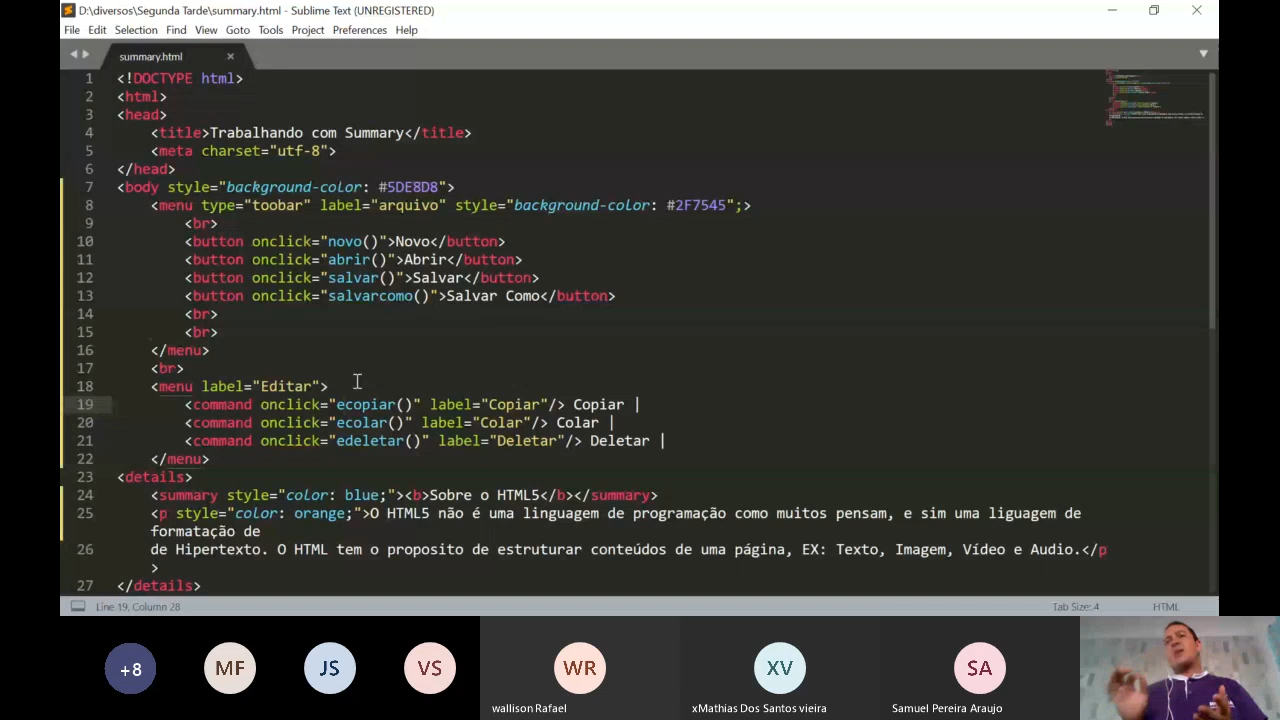 D:\diversos\Segunda Tarde\summary.html - Sublime Text (UNREGISTERED)
File Edit Selection Find View Goto Tools Project Preferences Help
summary.html
1 <!DOCTYPE html>
2 <html>
3 <head>
4 <title>Trabalhando com Summary</title>
5 <meta charset="utf-8">
6 </head>
7 <body style="background-color: #5DE8D8">
8 <menu type="toobar" label="arquivo" style="background-color: #2F7545";>
9 <br>
10 <button onclick="novo()">Novo</button>
11 <button onclick="abrir()">Abrir</button>
12 <button onclick="salvar()">Salvar</button>
13 <button onclick="salvarcomo()">Salvar Como</button>
14 <br>
15 <br>
16 </menu>
17 <br>
18 <menu label="Editar">
19 <command onclick="ecopiar()" label="Copiar"/> Copiar |
20 <command onclick="ecolar()" label="Colar"/> Colar |
21 <command onclick="edeletar()" label="Deletar"/> Deletar |
22 </menu>
23 <details>
24 <summary style="color: blue;"><b>Sobre o HTML5</b></summary>
25 <p style="color: orange;">O HTML5 não é uma linguagem de programação como muitos pensam, e sim uma liguagem de
formatação de
26 de Hipertexto. O HTML tem o proposito de estruturar conteúdos de uma página, EX: Texto, Imagem, Vídeo e Audio.</p
>
27 </details>
Line 19, Column 28 Tab Size: 4 HTML
+8 MF JS VS WR XV SA
wallison Rafael xMathias Dos Santos vieira Samuel Pereira Araujo